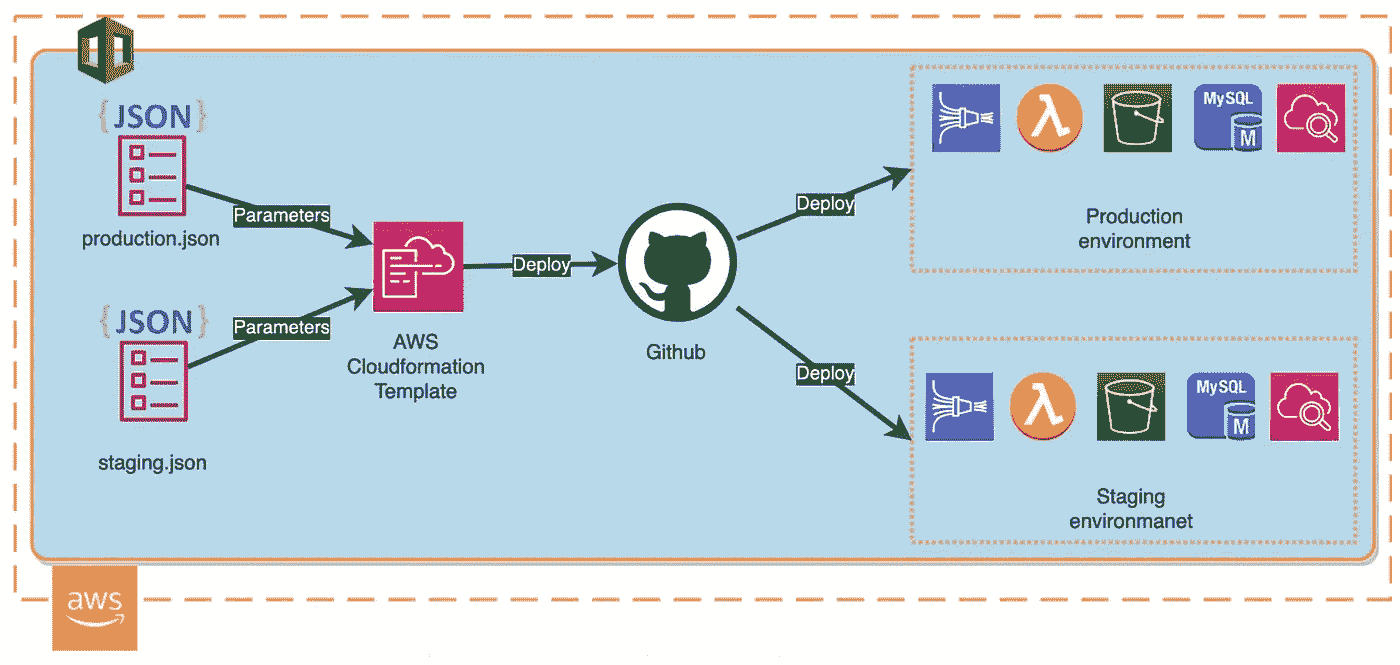 {JSON}
production.json
Parameters
{JSON}
Parameters
staging.json
AWS
Cloudformation
Template
Deploy
Github
Deploy
Deploy
MySQL
M
Production
environment
MySQL
M
Staging
environmanet
aws